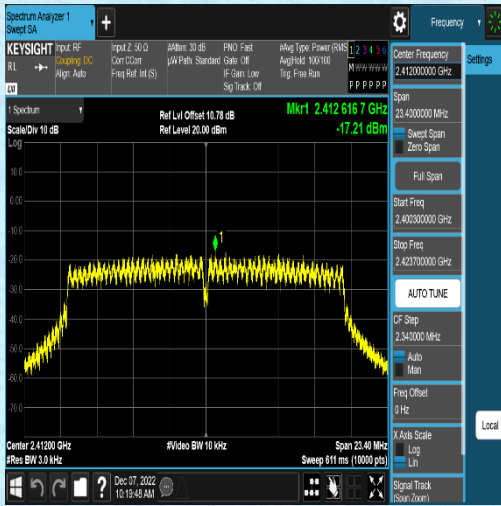 Spectrum Analyzer 1
Swept SA
+
Frequency
KEYSIGHT
Input: RF
Coupling: DC
Align: Auto
Input Z: 50 Ω
Corr CCorr
Freq Ref: Int (S)
#Atten: 30 dB
µW Path: Standard
PNO: Fast
Gate: Off
IF Gain: Low
Sig Track: Off
#Avg Type: Power (RMS
Avg|Hold: 100/100
Trig: Free Run
1 2 3 4 5 6
M W W W W W
P P P P P P
RL
LXI
1 Spectrum
Scale/Div 10 dB
Log
Ref Lvl Offset 10.78 dB
Ref Level 20.00 dBm
Mkr1 2.412 616 7 GHz
-17.21 dBm
10.0
0.00
-10.0
-20.0
-30.0
-40.0
-50.0
-60.0
-70.0
1
Center 2.41200 GHz
#Res BW 3.0 kHz
#Video BW 10 kHz
Span 23.40 MHz
Sweep 611 ms (10000 pts)
Dec 07, 2022
10:19:48 AM
?
Center Frequency
2.412000000 GHz
Span
23.4000000 MHz
Swept Span
Zero Span
Full Span
Start Freq
2.400300000 GHz
Stop Freq
2.423700000 GHz
AUTO TUNE
CF Step
2.340000 MHz
Auto
Man
Freq Offset
0 Hz
X Axis Scale
Log
Lin
Signal Track
(Span Zoom)
Settings
Local